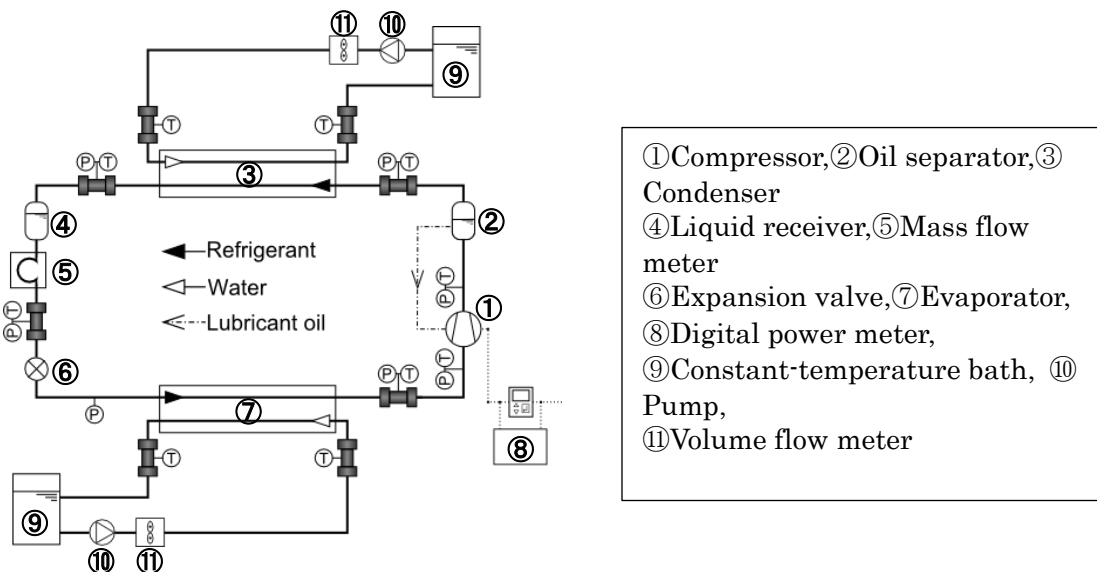 ⑪
⑩
⑨
T
T
P T
P T
③
④
②
⑤
Refrigerant
Water
Lubricant oil
T
P
①
T
P
T
P
⑥
P
P T
⑦
T
T
⑧
⑨
⑩
⑪
①Compressor,②Oil separator,③
Condenser
④Liquid receiver,⑤Mass flow
meter
⑥Expansion valve,⑦Evaporator,
⑧Digital power meter,
⑨Constant-temperature bath, ⑩
Pump,
⑪Volume flow meter